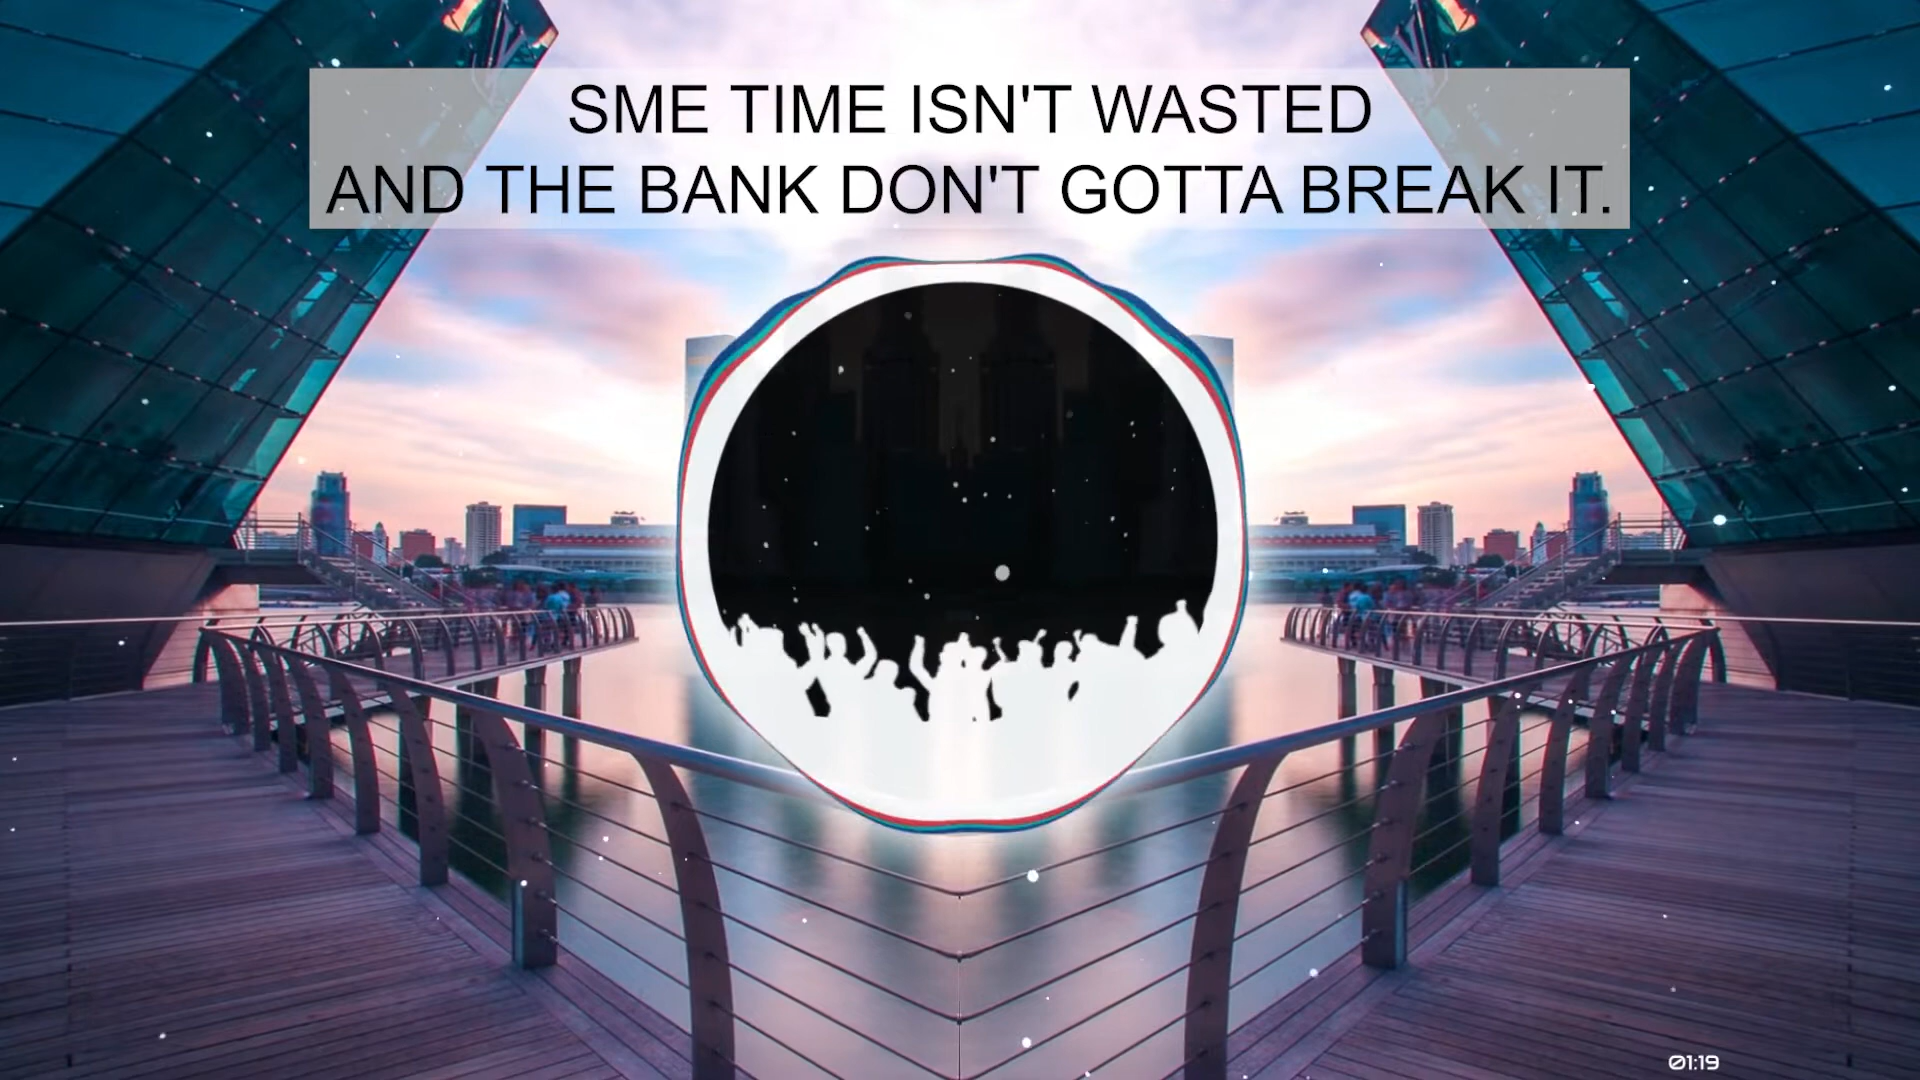 SME TIME ISN'T WASTED
AND THE BANK DON'T GOTTA BREAK IT.
01:19